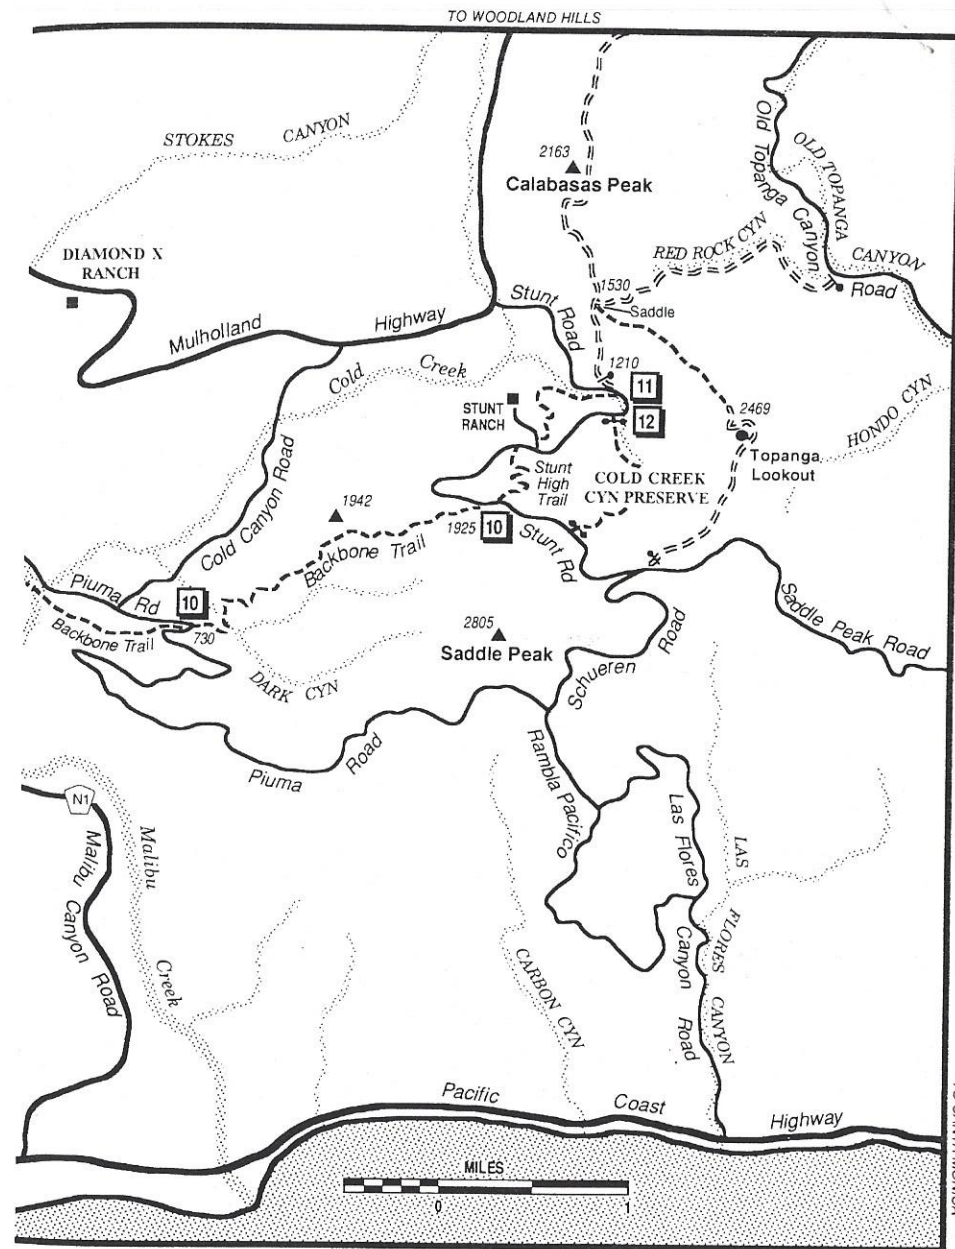 TO WOODLAND HILLS
STOKES CANYON
2163
Calabasas Peak
Old Topanga Canyon Road
OLD TOPANGA CANYON
RED ROCK CYN
DIAMOND X
RANCH
1530
Saddle
Stunt Road
Mulholland Highway
Cold Creek
1210
11
STUNT
RANCH
12
2469
HONDO CYN
Topanga
Lookout
Stunt
High
Trail
COLD CREEK
CYN PRESERVE
Cold Canyon Road
1942
1925
10
Backbone Trail
Stunt Rd
Piuma Rd
10
Backbone Trail
730
2805
Saddle Peak
Saddle Peak Road
Schueren Road
DARK CYN
Piuma Road
Rambla Pacifico
N1
Malibu Canyon Road
Malibu Creek
Las Flores Canyon Road
LAS FLORES CANYON
CARBON CYN
Pacific Coast Highway
MILES
0
1